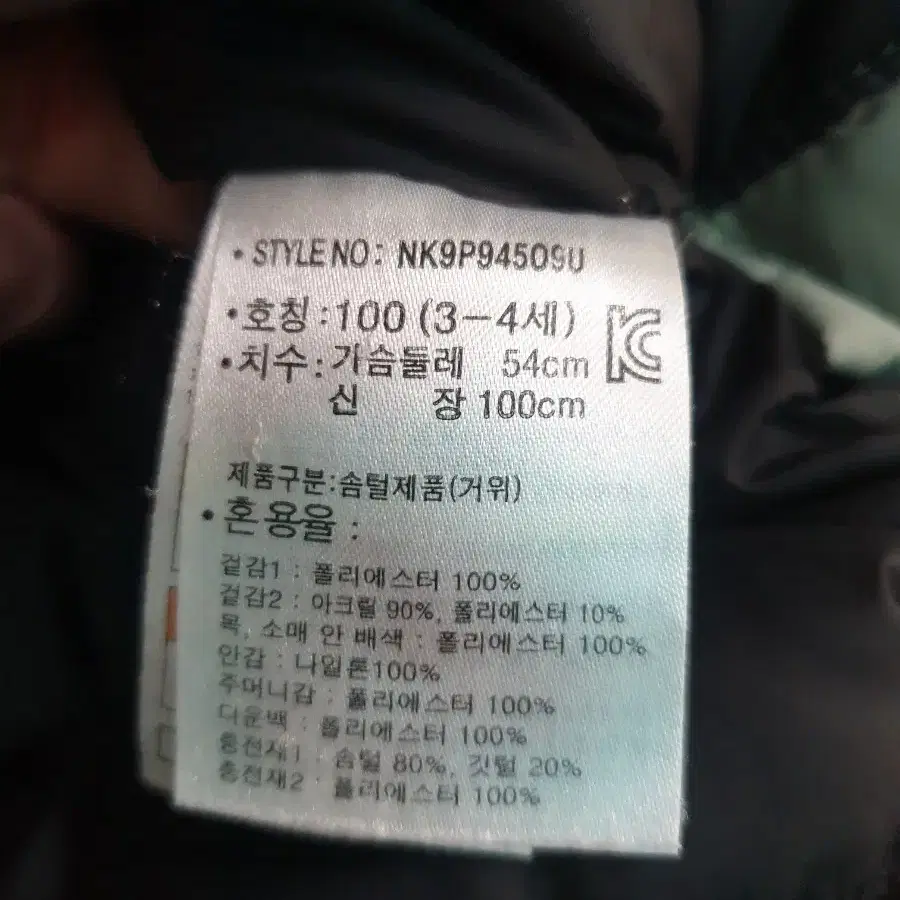 • STYLE NO : NK9P94509U
• 호칭 : 100 (3-4세)
• 치수 : 가슴둘레 54cm
신 장 100cm
제품구분:솜털제품(거위)
• 혼용율 :
겉감1 : 폴리에스터 100%
겉감2 : 아크릴 90%, 폴리에스터 10%
목, 소매 안 배색 : 폴리에스터 100%
안감 : 나일론100%
주머니감 : 폴리에스터 100%
다운백 : 폴리에스터 100%
충전재1 : 솜털 80%, 깃털 20%
충전재2 : 폴리에스터 100%